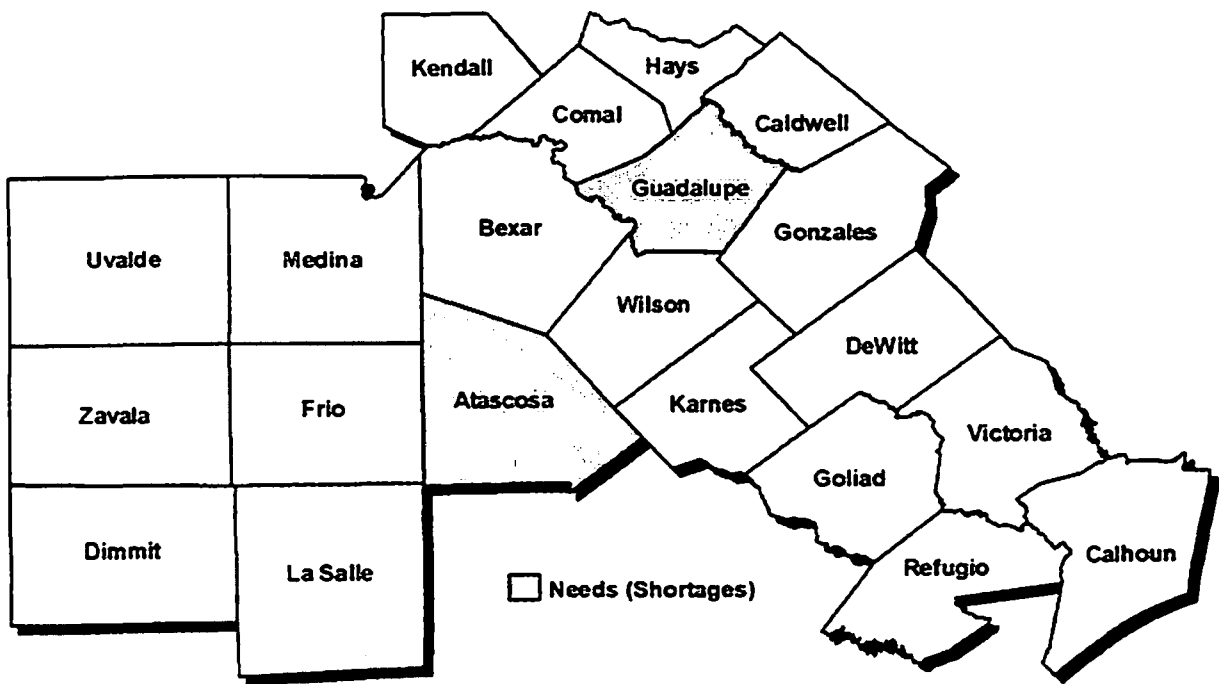 Kendall
Hays
Comal
Caldwell
Guadalupe
Bexar
Gonzales
Uvalde
Medina
Wilson
DeWitt
Atascosa
Karnes
Zavala
Frio
Victoria
Goliad
Dimmit
La Salle
Refugio
Calhoun
Needs (Shortages)